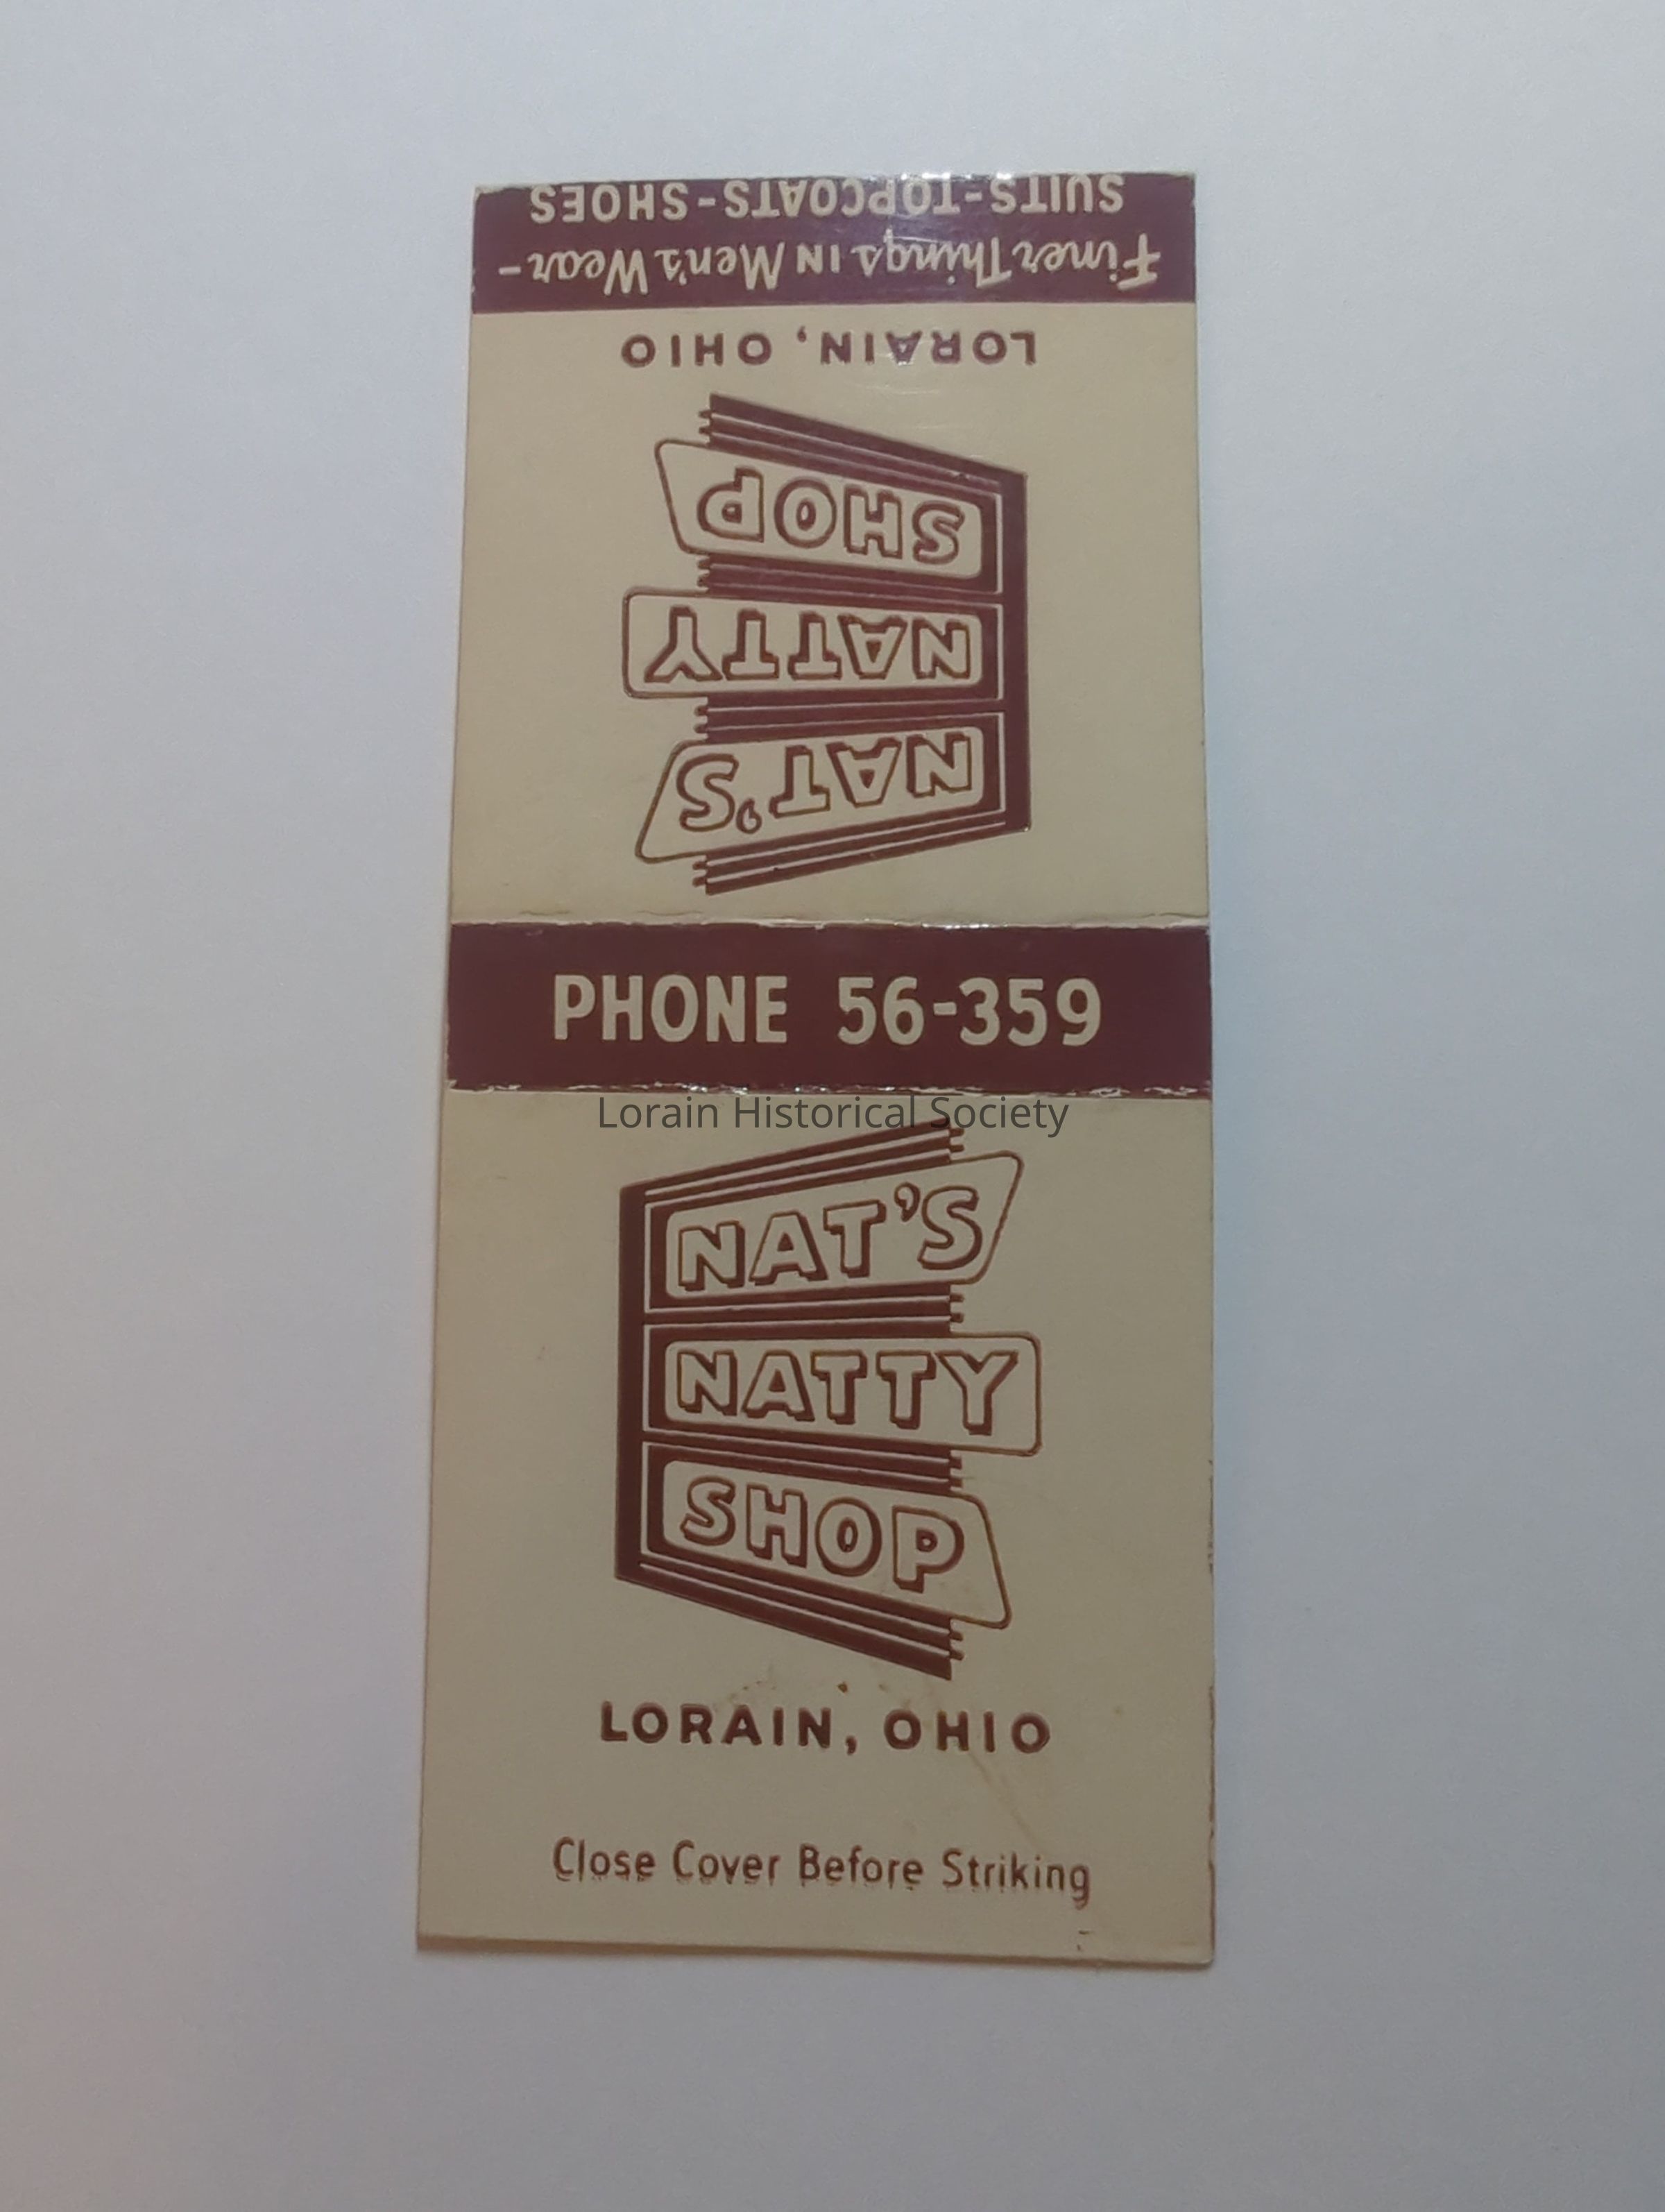 Finer Things IN Men's Wear-
SUITS-TOPCOATS-SHOES
LORAIN, OHIO
NAT'S
NATTY
SHOP
PHONE 56-359
Lorain Historical Society
NAT'S
NATTY
SHOP
LORAIN, OHIO
Close Cover Before Striking